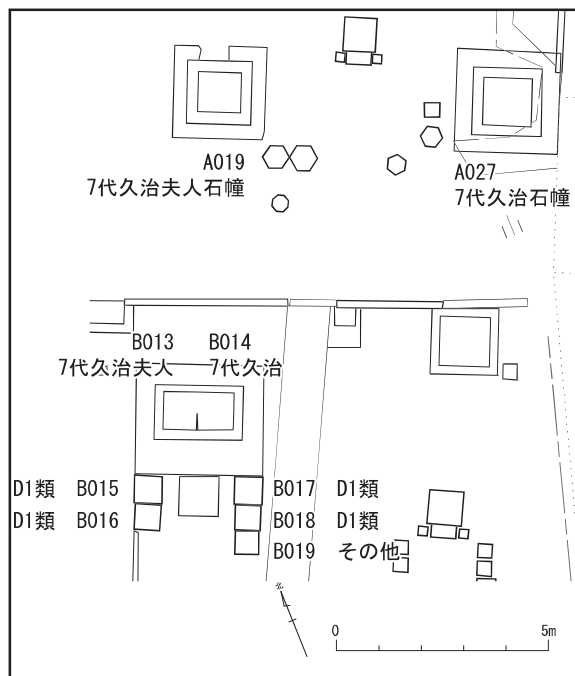 A019
7代久治夫人石幢
A027
7代久治石幢
B013 B014
7代久治夫人 7代久治
D1類 B015
B017 D1類
D1類 B016
B018 D1類
B019 その他
0 5m